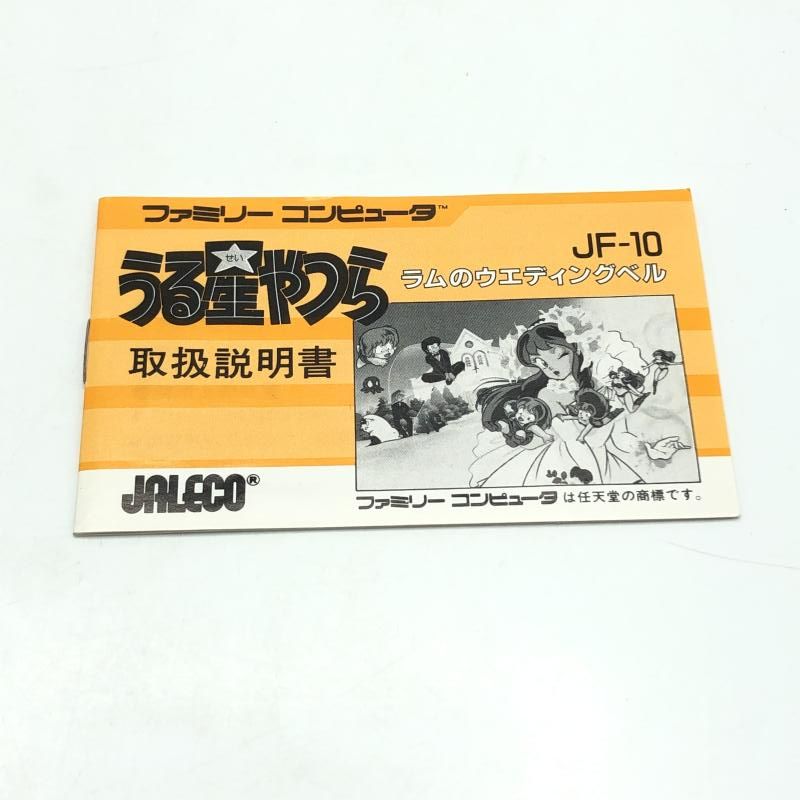 ファミリー コンピュータ™
JF-10
うる星やつら
せい
ラムのウエディングベル
取扱説明書
JALECO®
ファミリー コンピュータは任天堂の商標です。